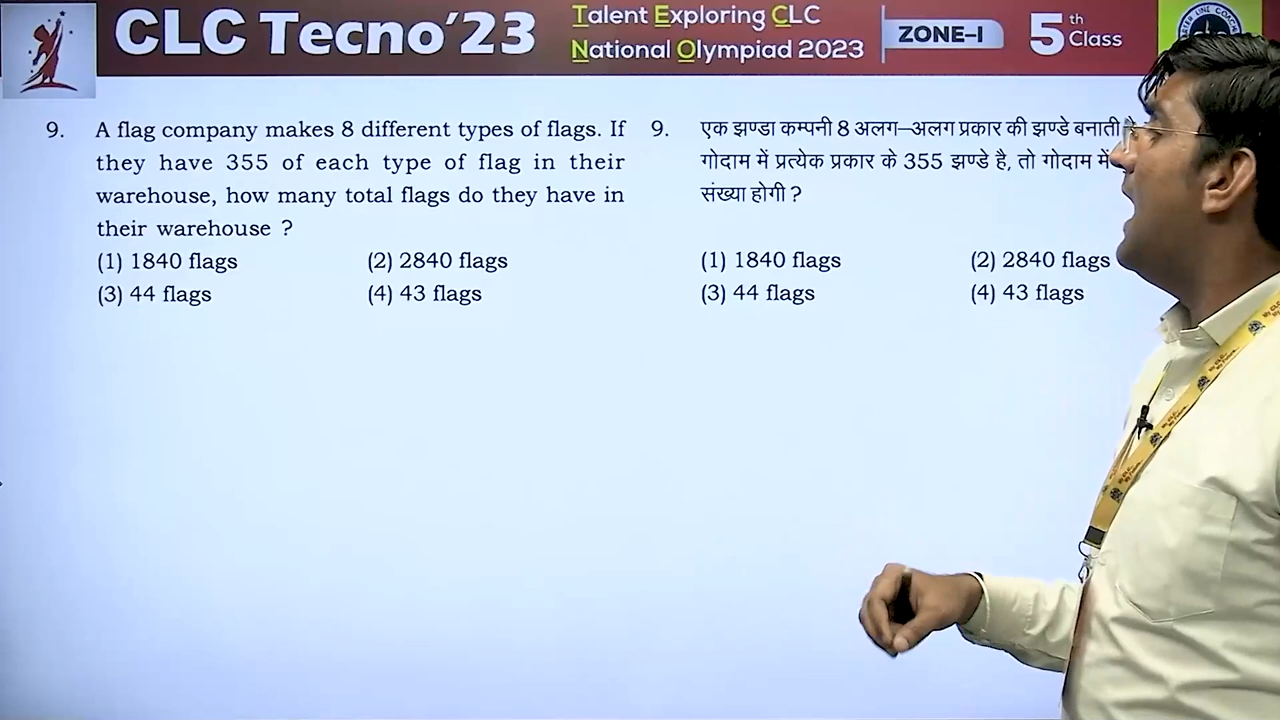 CLC Tecno'23
Talent Exploring CLC
National Olympiad 2023
ZONE–I
5th Class
9. A flag company makes 8 different types of flags. If
they have 355 of each type of flag in their
warehouse, how many total flags do they have in
their warehouse ?
(1) 1840 flags (2) 2840 flags
(3) 44 flags (4) 43 flags
9. एक झण्डा कम्पनी 8 अलग–अलग प्रकार की झण्डे बनाती
गोदाम में प्रत्येक प्रकार के 355 झण्डे है, तो गोदाम में
संख्या होगी ?
(1) 1840 flags (2) 2840 flags
(3) 44 flags (4) 43 flags